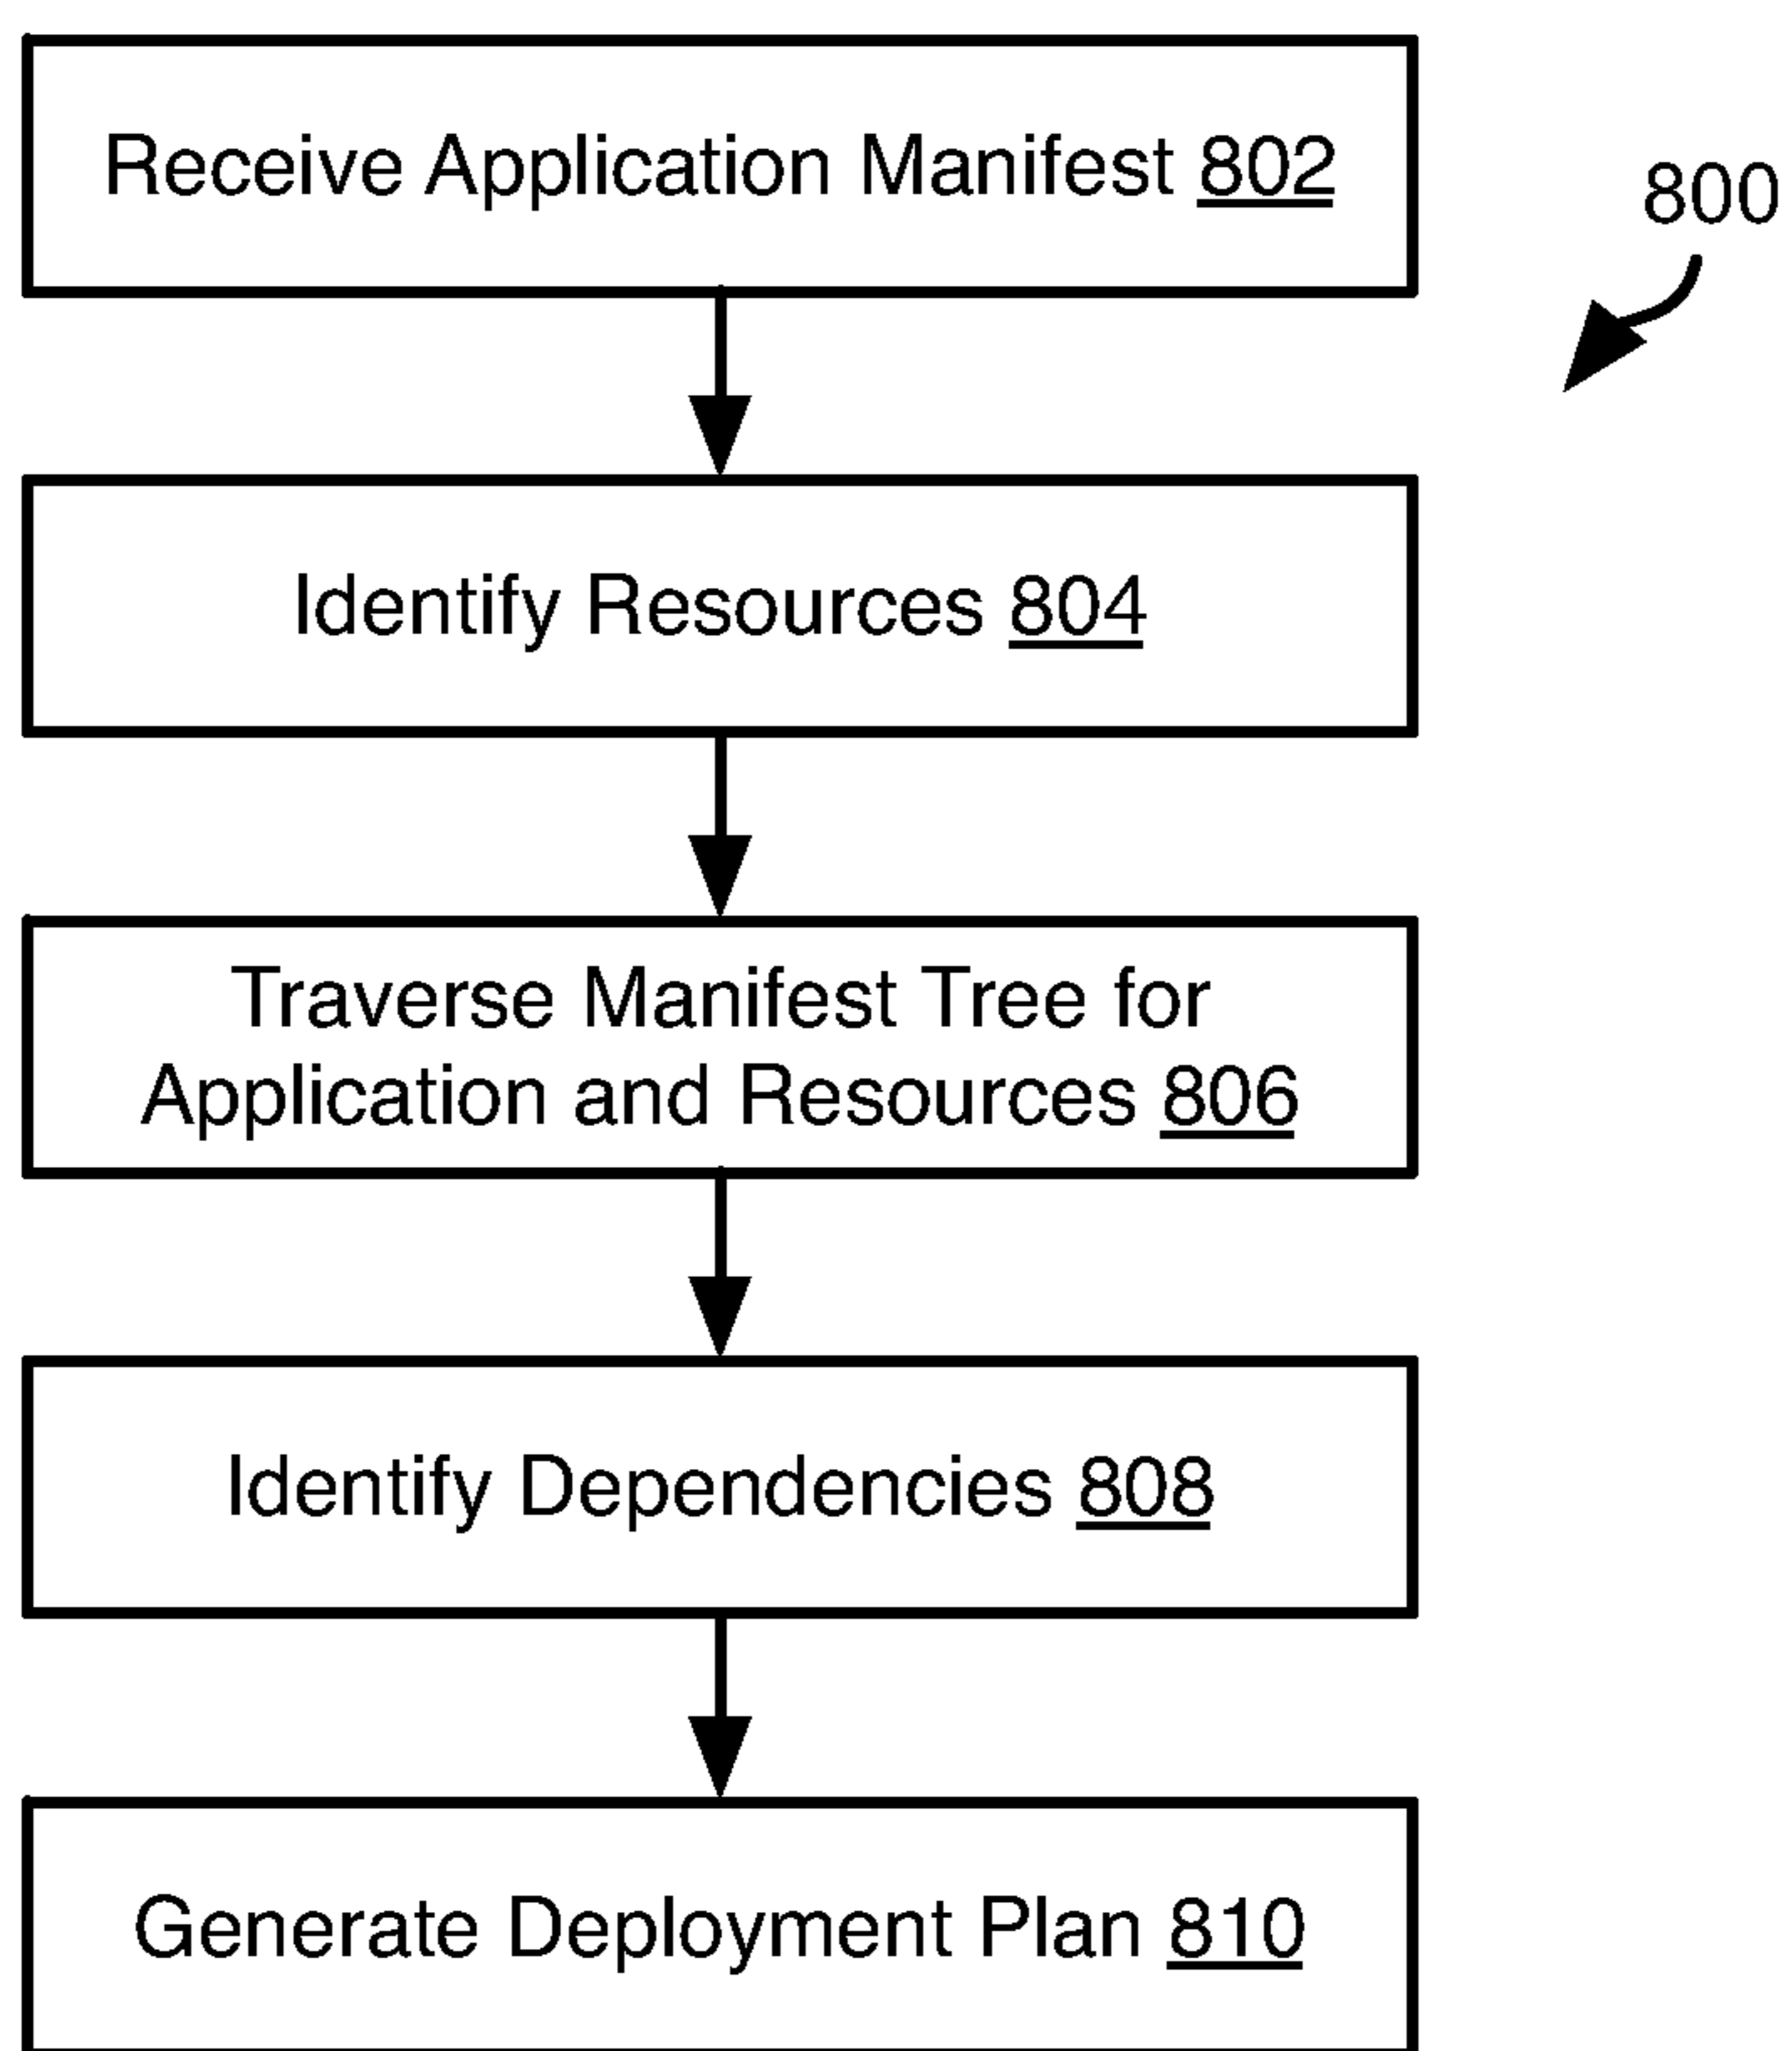 Receive Application Manifest 802
800
Identify Resources 804
Traverse Manifest Tree for
Application and Resources 806
Identify Dependencies 808
Generate Deployment Plan 810